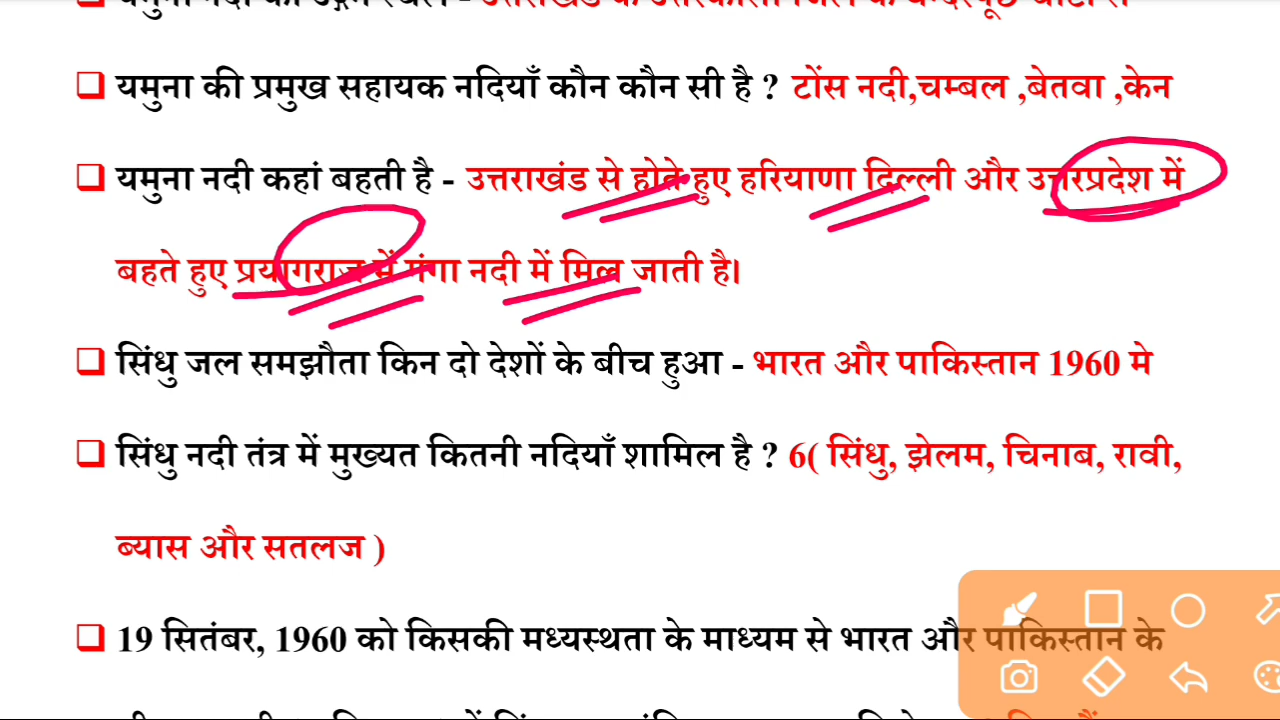 यमुना की प्रमुख सहायक नदियाँ कौन कौन सी है ? टोंस नदी,चम्बल ,बेतवा ,केन
यमुना नदी कहां बहती है - उत्तराखंड से होते हुए हरियाणा दिल्ली और उत्तरप्रदेश में
बहते हुए प्रयागराज में गंगा नदी में मिल जाती है।
सिंधु जल समझौता किन दो देशों के बीच हुआ - भारत और पाकिस्तान 1960 मे
सिंधु नदी तंत्र में मुख्यत कितनी नदियाँ शामिल है ? 6( सिंधु, झेलम, चिनाब, रावी,
ब्यास और सतलज )
19 सितंबर, 1960 को किसकी मध्यस्थता के माध्यम से भारत और पाकिस्तान के